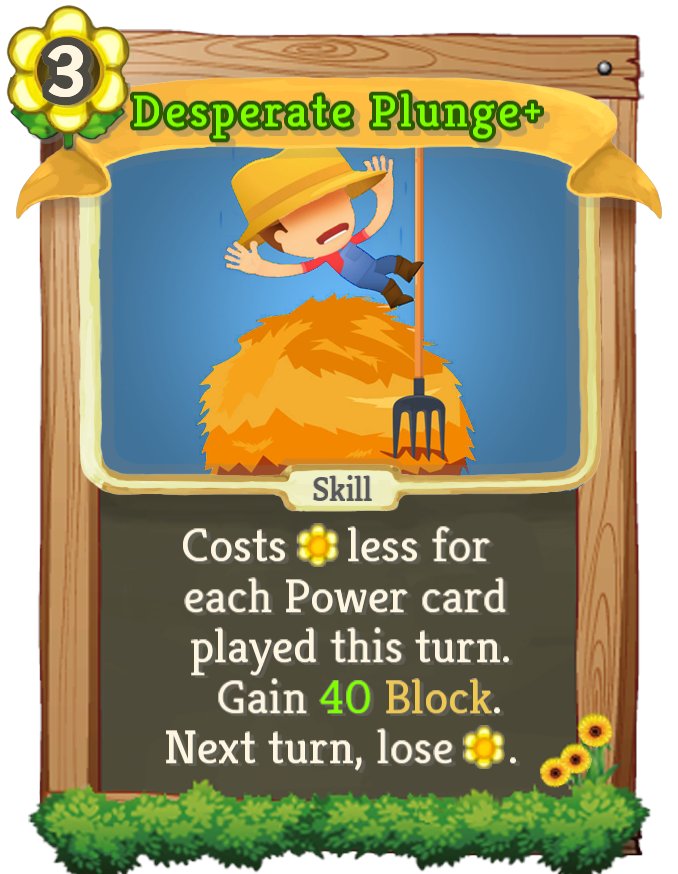 3
Desperate Plunge+
Skill
Costs less for
each Power card
played this turn.
Gain 40 Block.
Next turn, lose .